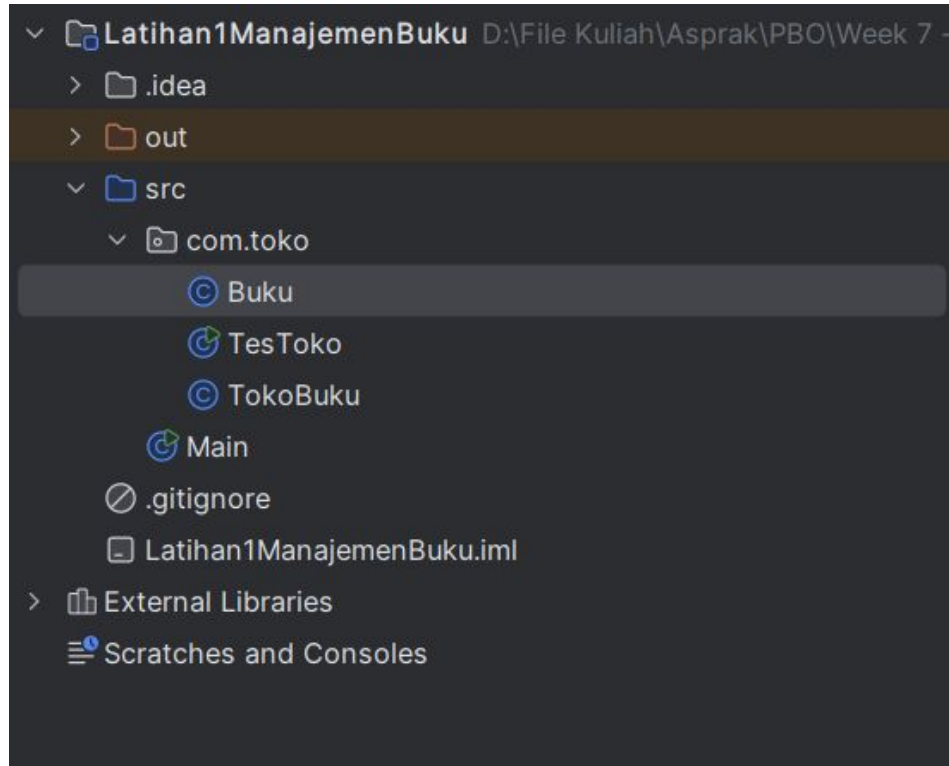 Latihan1ManajemenBuku D:\File Kuliah\Asprak\PBO\Week 7 -
.idea
out
src
com.toko
Buku
TesToko
TokoBuku
Main
.gitignore
Latihan1ManajemenBuku.iml
External Libraries
Scratches and Consoles